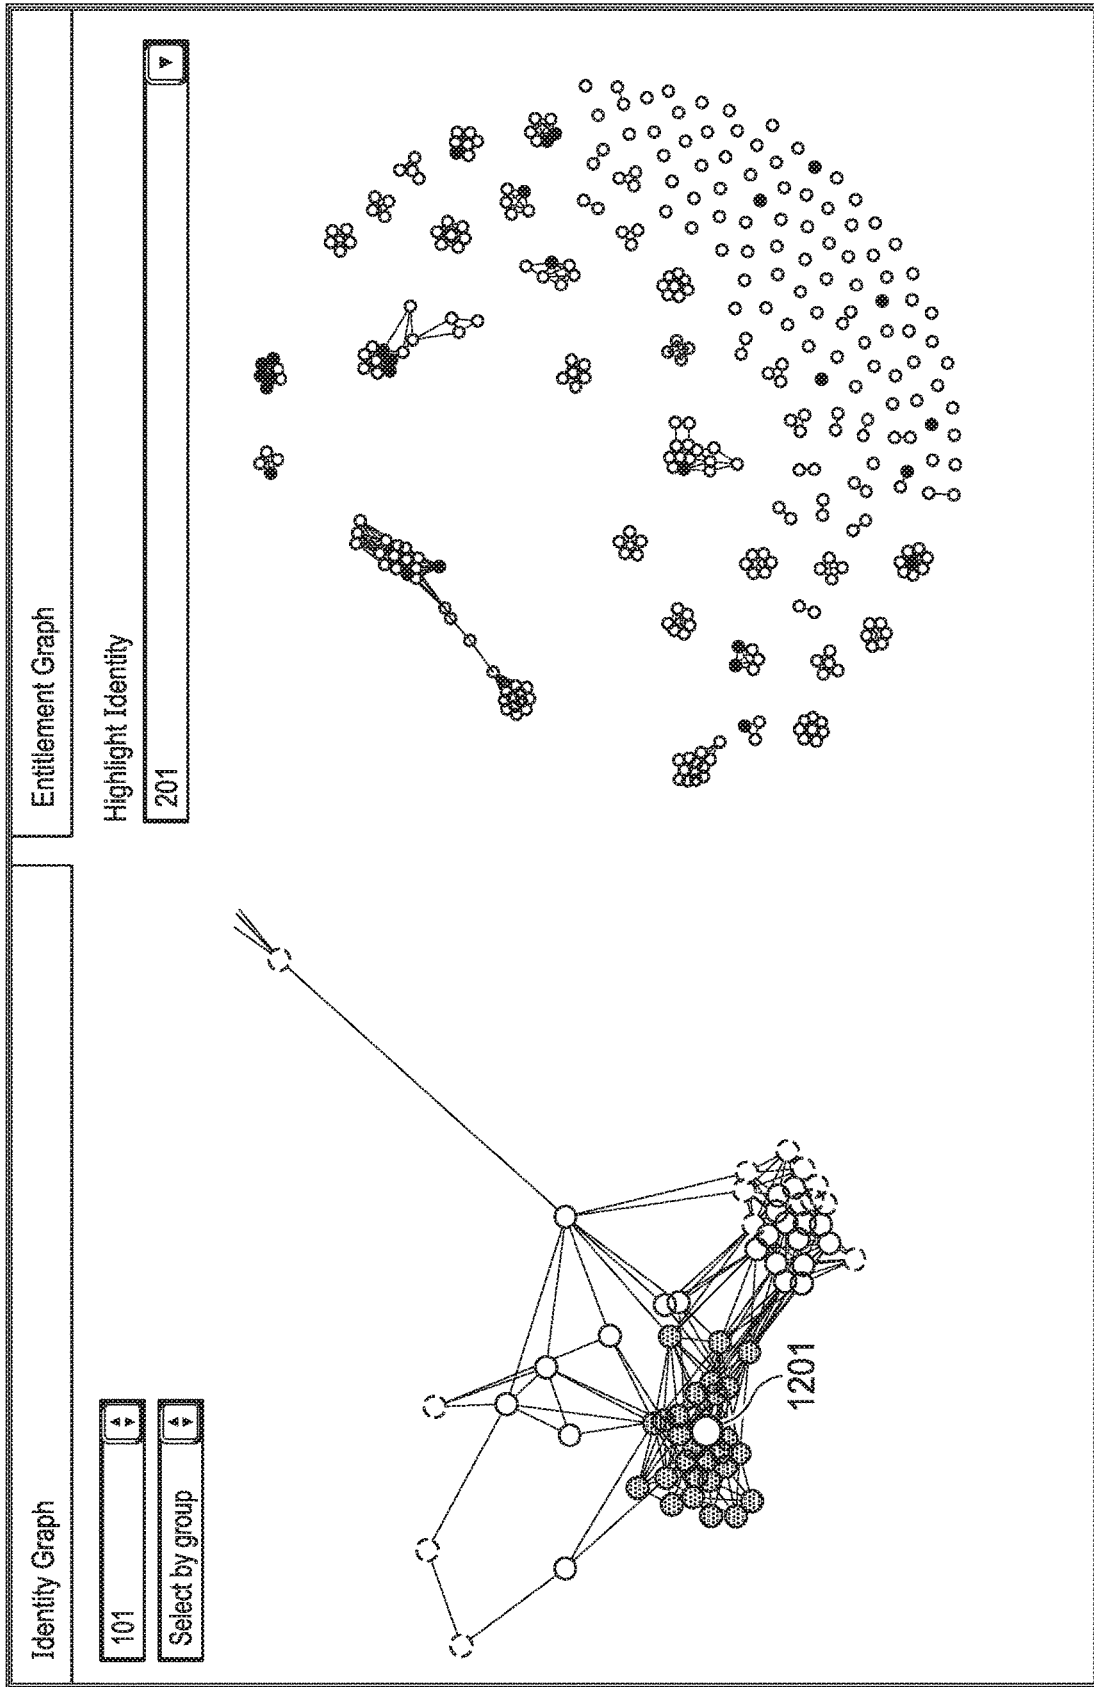 Identity Graph
101
Select by group
1201
Entitlement Graph
Highlight Identity
201